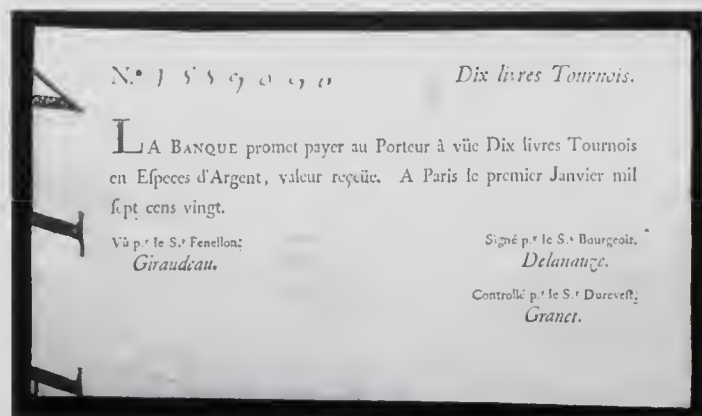 N.º Dix livres Tournois.
LA BANQUE promet payer au Porteur à vüe Dix livres Tournois
en Eſpeces d'Argent, valeur reçeüe. A Paris le premier Janvier mil
ſept cens vingt.
Vû p.r le S.r Fenellon;
Giraudeau.
Signé p.r le S.r Bourgeois.
Delanauze.
Controllé p.r le S.r Dureveſt;
Granet.